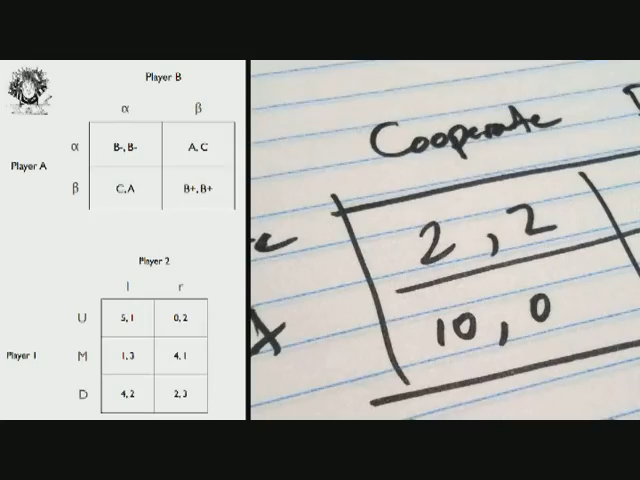 Player B
α β
Player A
α B-, B- A, C
β C, A B+, B+
Player 2
l r
Player 1
U 5, 1 0, 2
M 1, 3 4, 1
D 4, 2 2, 3
Cooperate
2, 2
10, 0